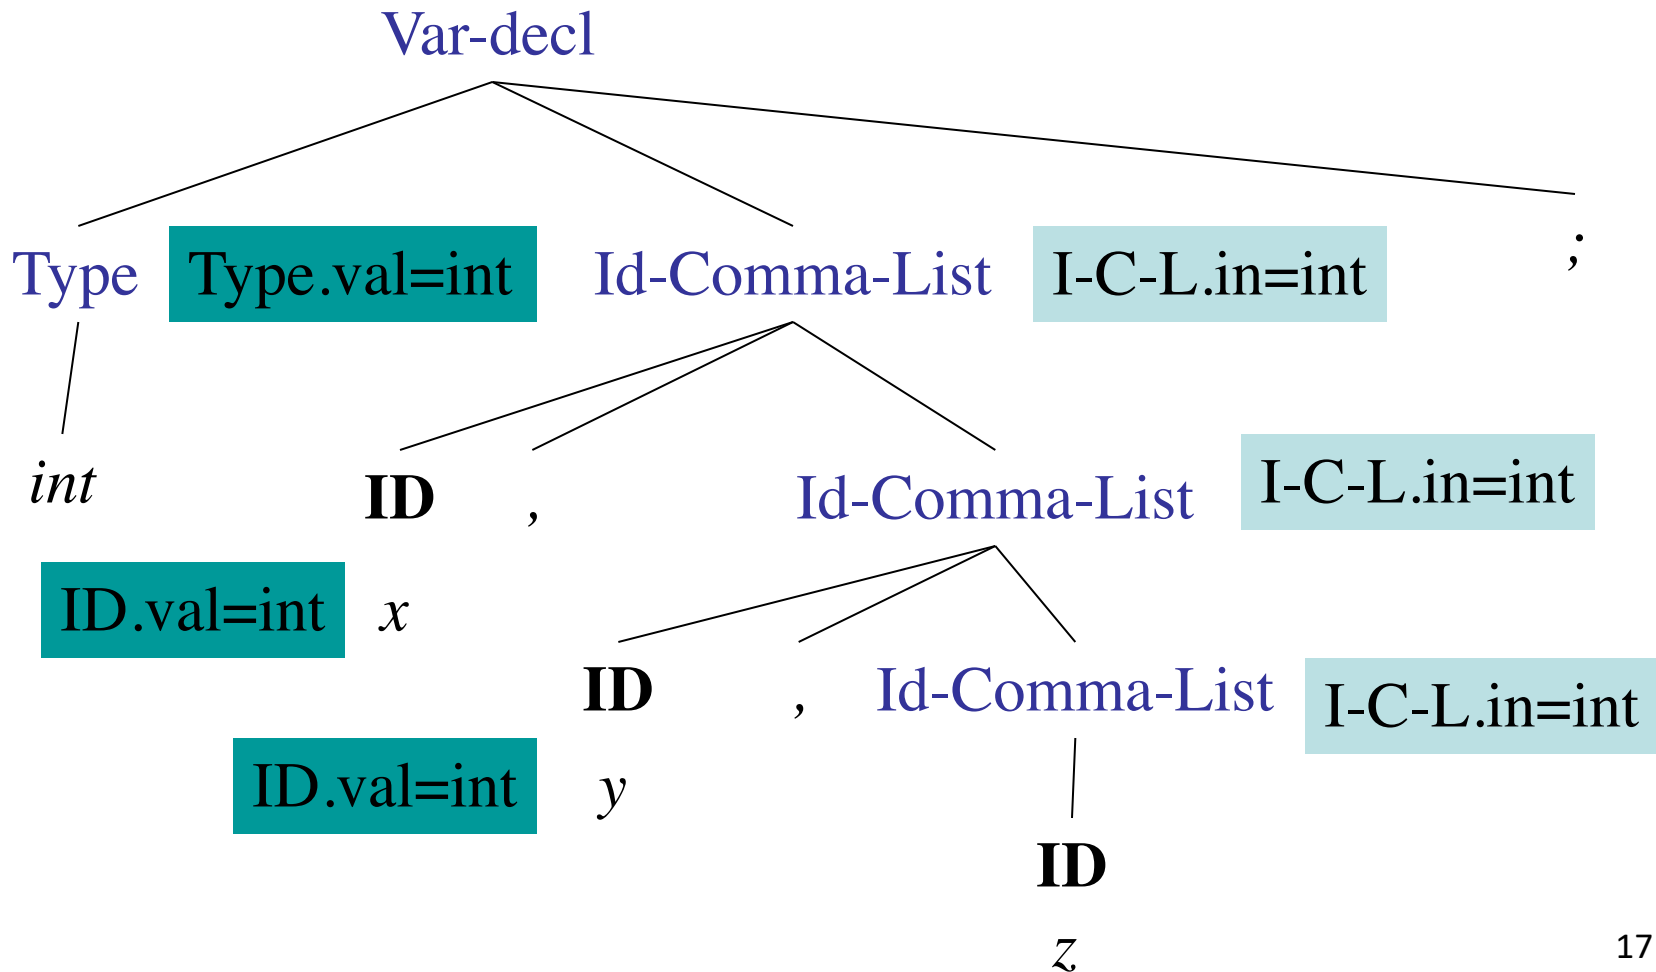 Var-decl
Type Type.val=int Id-Comma-List I-C-L.in=int ;
int ID , Id-Comma-List I-C-L.in=int
ID.val=int x
ID , Id-Comma-List I-C-L.in=int
ID.val=int y
ID
z
17